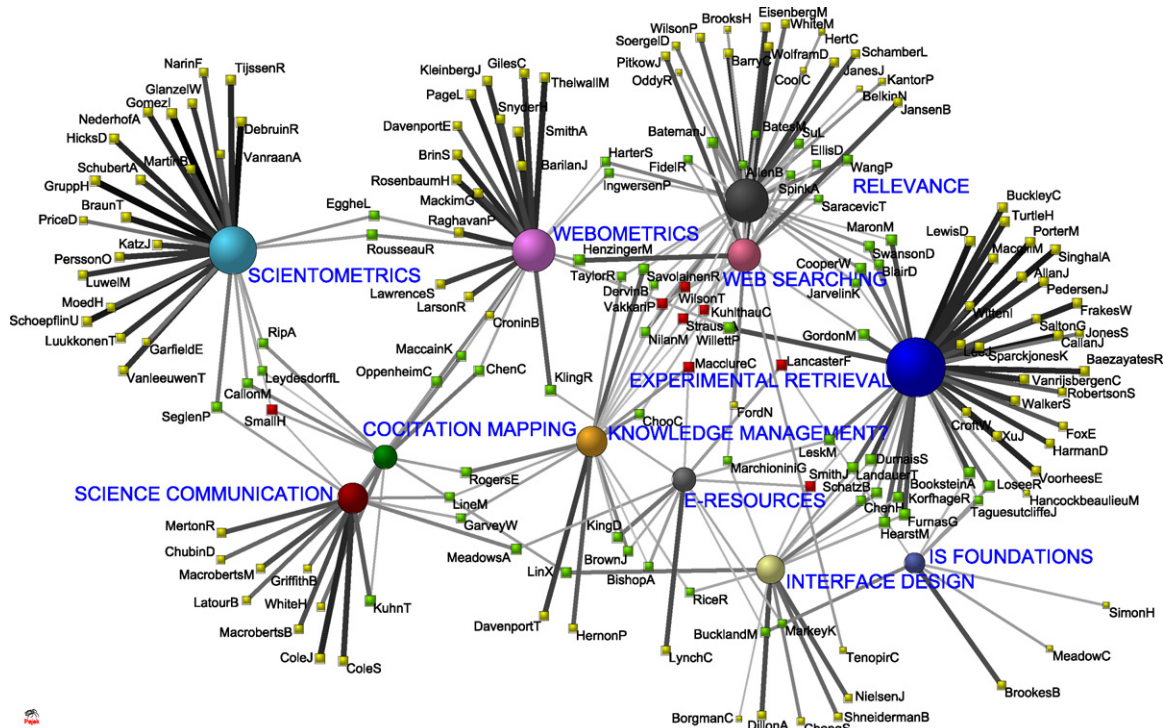 BrooksH
EisenbergM
WilsonP
WhiteM
SoergelD
HertC
PitkowJ
WolframD
SchamberL
BarryC
OddyR
CoolC
JanesJ
KantorP
BelkinN
JansenB
NarinF
TijssenR
GlanzelW
GomezI
NederhofA
DebruinR
HicksD
MartinB
VanraanA
SchubertA
GruppH
BraunT
PriceD
KatzJ
PerssonO
LuwelM
MoedH
SchoepflinU
LuukkonenT
GarfieldE
VanleeuwenT
SCIENTOMETRICS
GilesC
KleinbergJ
ThelwallM
PageL
SnyderH
DavenportE
SmithA
BrinS
BarilanJ
RosenbaumH
MackimG
RaghavanP
EggheL
RousseauR
WEBOMETRICS
LawrenceS
LarsonR
CroninB
HarterS
IngwersenP
HenzingerM
TaylorR
BatemanJ
BatesM
SuL
FidelR
AllenB
EllisD
WangP
SpinkA
SaracevicT
RELEVANCE
MaronM
SwansonD
CooperW
BlairD
JarvelinK
WEB SEARCHING
SavolainenR
DervinB
WilsonT
VakkariP
KuhlthauC
WillettP
NilanM
GordonM
MacclureC
LancasterF
BuckleyC
TurtleH
LewisD
PorterM
SinghalA
AllanJ
PedersenJ
FrakesW
SaltonG
JonesS
CallanJ
SparckjonesK
BaezayatesR
VanrijsbergenC
RobertsonS
WalkerS
CroftW
XuJ
FoxE
HarmanD
VoorheesE
HancockbeaulieuM
EXPERIMENTAL RETRIEVAL
RipA
LeydesdorffL
CallonM
SmallH
SeglenP
MaccainK
OppenheimC
ChenC
KlingR
ChooC
FordN
COCITATION MAPPING
KNOWLEDGE MANAGEMENT?
LeskM
DumaisS
LandauerT
SmithJ
SchatzB
MarchioniniG
BooksteinA
LoseeR
KorfhageR
TaguesutcliffeJ
ChenH
FurnasG
HearstM
SCIENCE COMMUNICATION
RogersE
LineM
GarveyW
MeadowsA
E-RESOURCES
KingD
BrownJ
BishopA
LinX
RiceR
INTERFACE DESIGN
IS FOUNDATIONS
MertonR
ChubinD
MacrobertsM
GriffithB
LatourB
WhiteH
KuhnT
MacrobertsB
ColeJ
ColeS
DavenportT
HernonP
LynchC
BucklandM
MarkeyK
TenopirC
NielsenJ
ShneidermanB
BorgmanC
DillonA
SimonH
MeadowC
BrookesB
Pajek